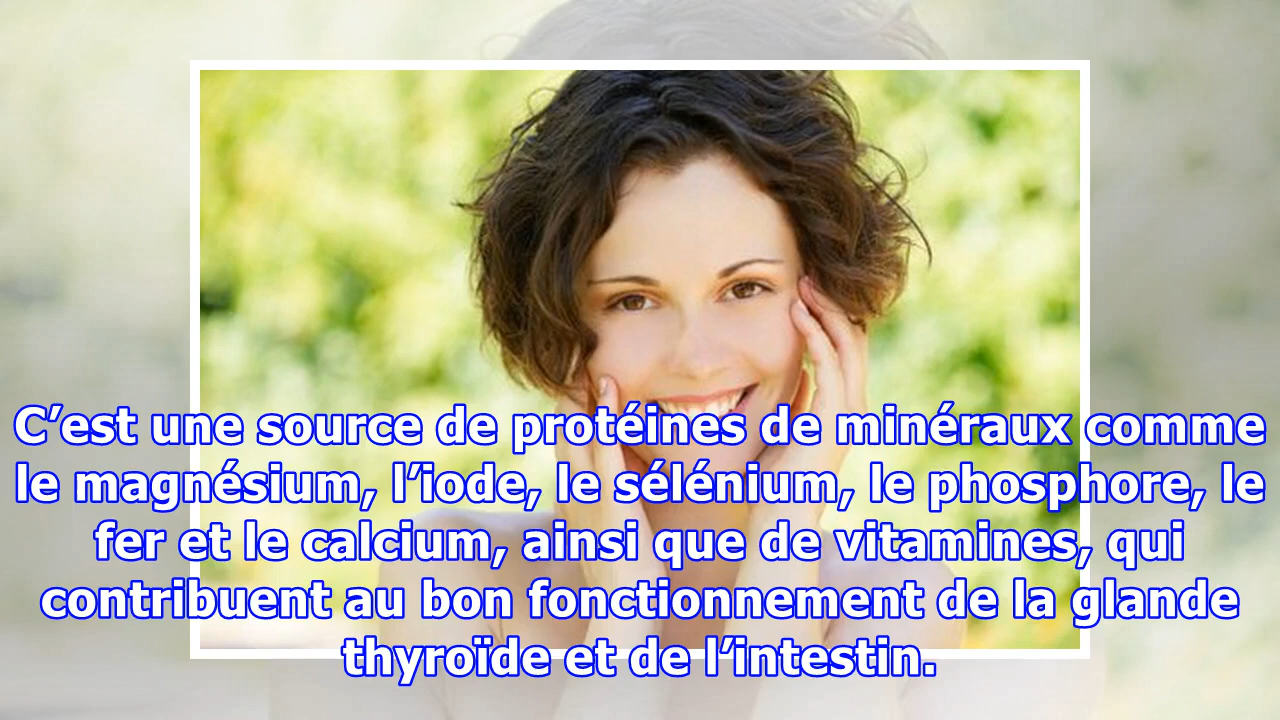 C’est une source de protéines de minéraux comme
le magnésium, l’iode, le sélénium, le phosphore, le
fer et le calcium, ainsi que de vitamines, qui
contribuent au bon fonctionnement de la glande
thyroïde et de l’intestin.